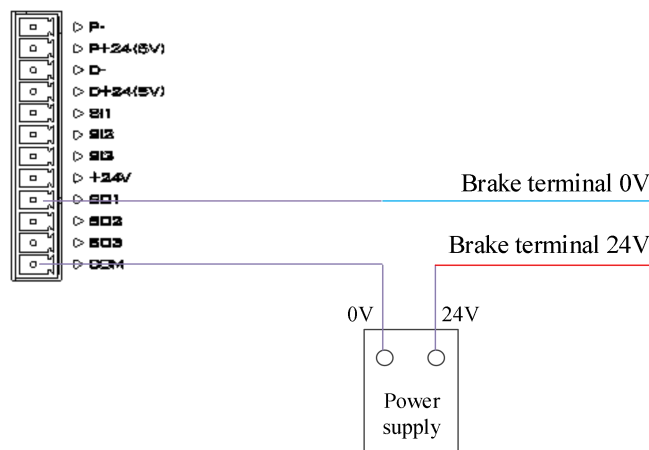 P-
P+24(5V)
D-
D+24(5V)
SI1
SI2
SI3
+24V
SO1
SO2
SO3
COM
Brake terminal 0V
Brake terminal 24V
0V
24V
Power
supply